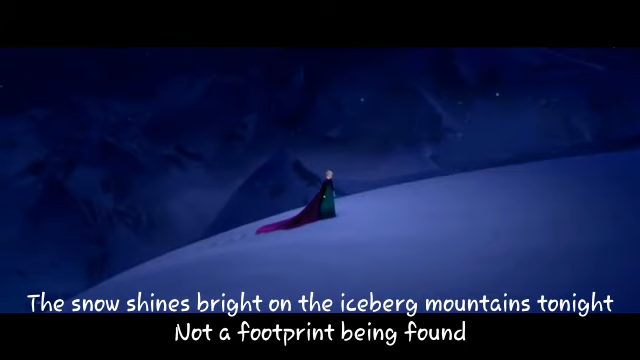 The snow shines bright on the iceberg mountains tonight
Not a footprint being found